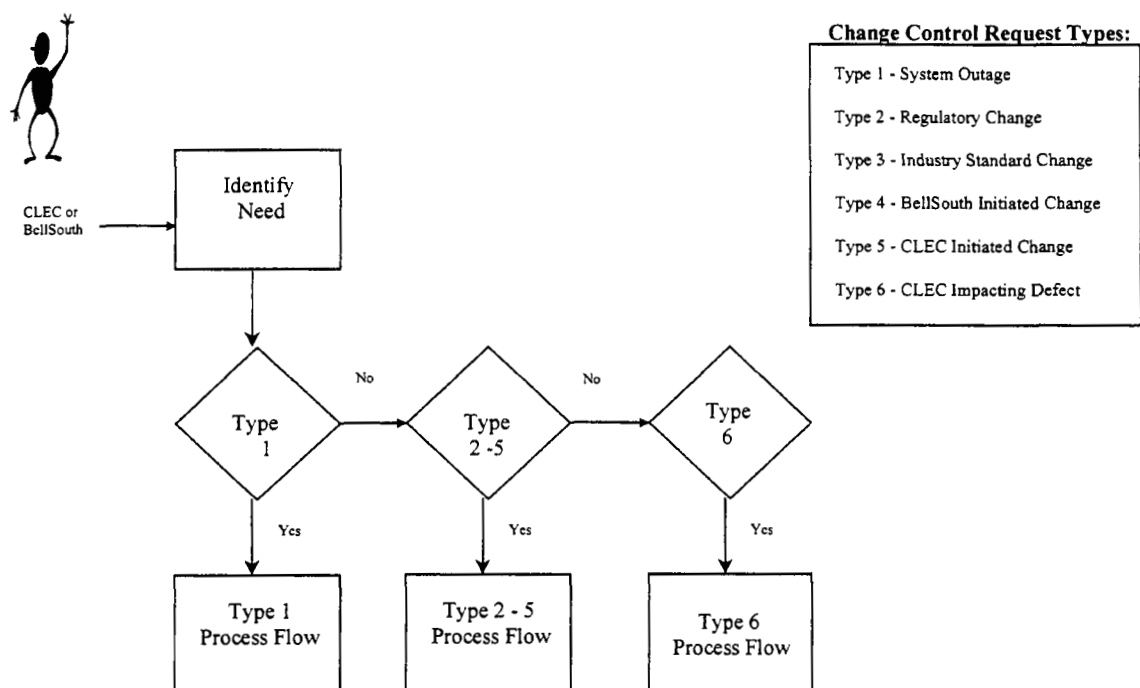 Change Control Request Types:
Type 1 - System Outage
Type 2 - Regulatory Change
Type 3 - Industry Standard Change
Type 4 - BellSouth Initiated Change
Type 5 - CLEC Initiated Change
Type 6 - CLEC Impacting Defect
Identify
Need
CLEC or
BellSouth
No
No
Type
1
Type
2 -5
Type
6
Yes
Yes
Yes
Type 1
Process Flow
Type 2 - 5
Process Flow
Type 6
Process Flow